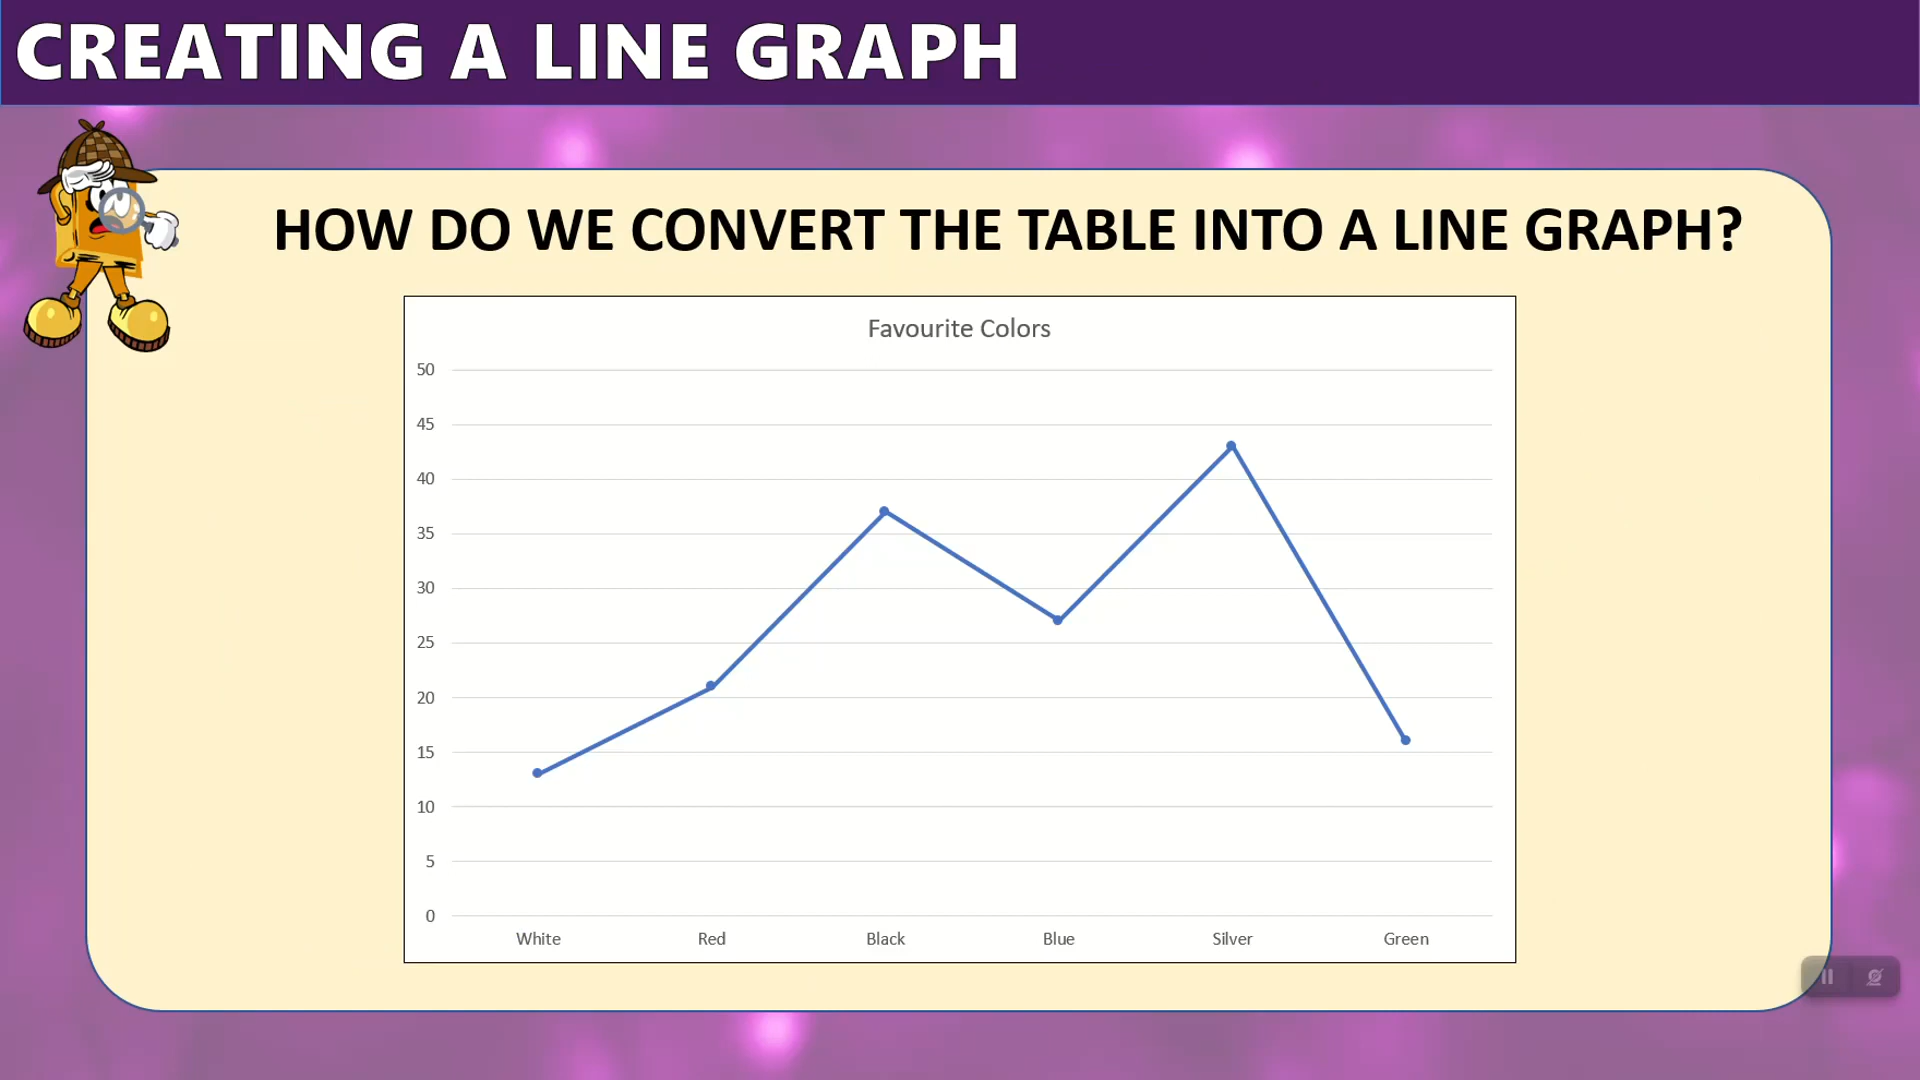 CREATING A LINE GRAPH
HOW DO WE CONVERT THE TABLE INTO A LINE GRAPH?
Favourite Colors
50
45
40
35
30
25
20
15
10
5
0
White Red Black Blue Silver Green